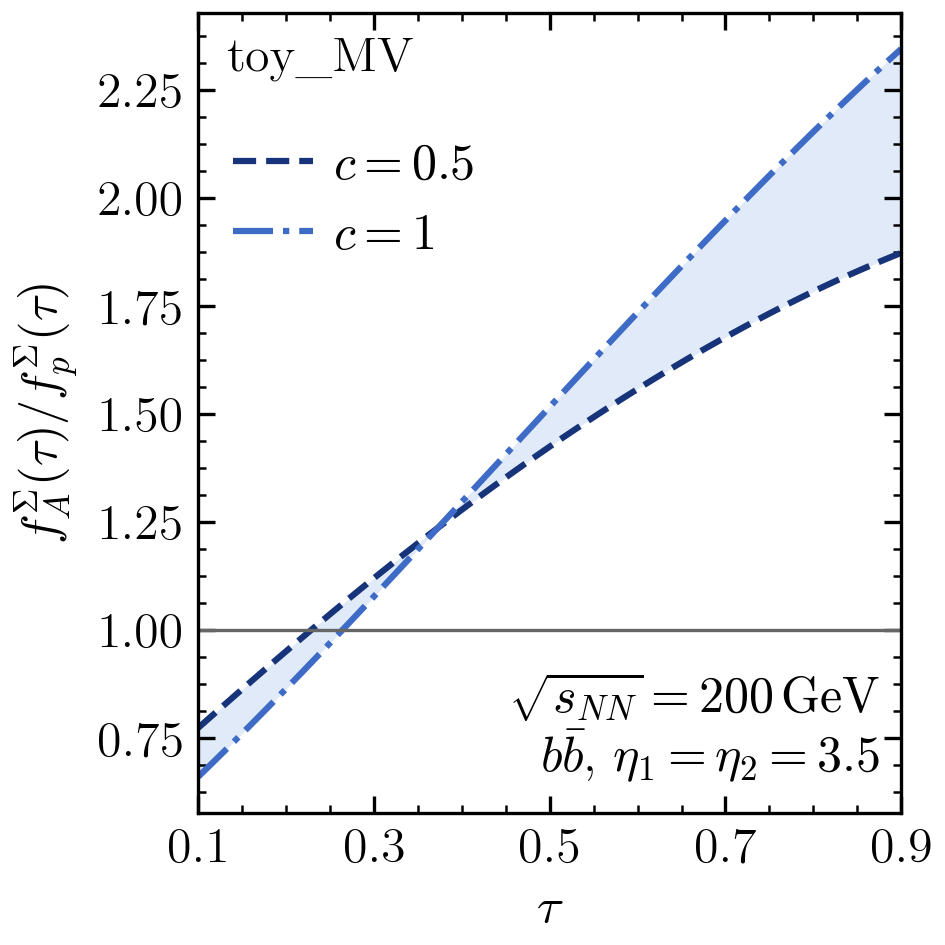 toy_MV
c = 0.5
c = 1
f_A^Σ(τ)/f_p^Σ(τ)
2.25
2.00
1.75
1.50
1.25
1.00
0.75
√s_NN = 200 GeV
bb̄, η₁ = η₂ = 3.5
0.1 0.3 0.5 0.7 0.9
τ